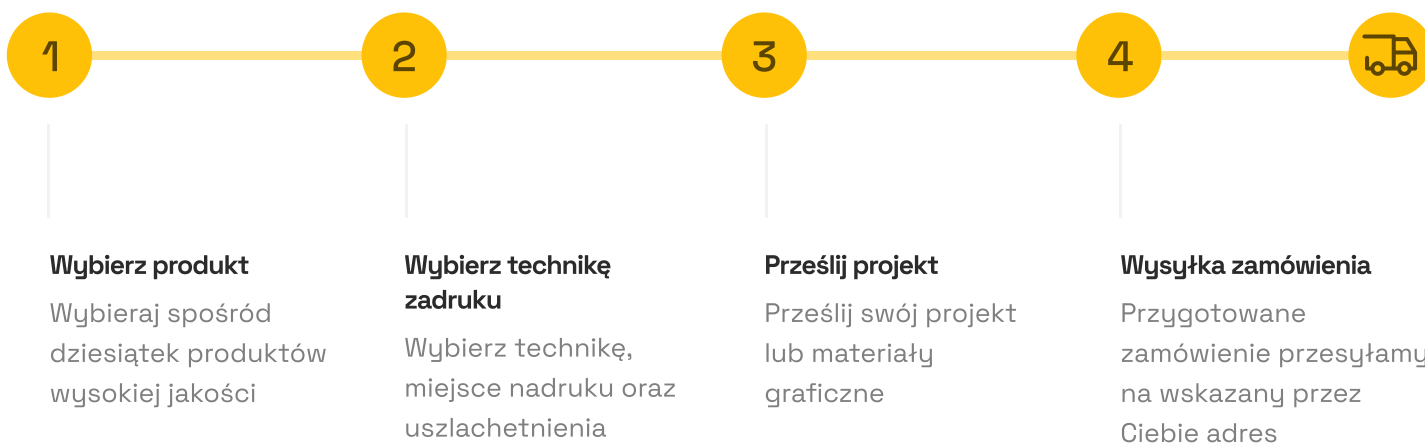 1
2
3
4
Wybierz produkt
Wybieraj spośród
dziesiątek produktów
wysokiej jakości
Wybierz technikę
zadruku
Wybierz technikę,
miejsce nadruku oraz
uszlachetnienia
Prześlij projekt
Prześlij swój projekt
lub materiały
graficzne
Wysyłka zamówienia
Przygotowane
zamówienie przesyłamy
na wskazany przez
Ciebie adres